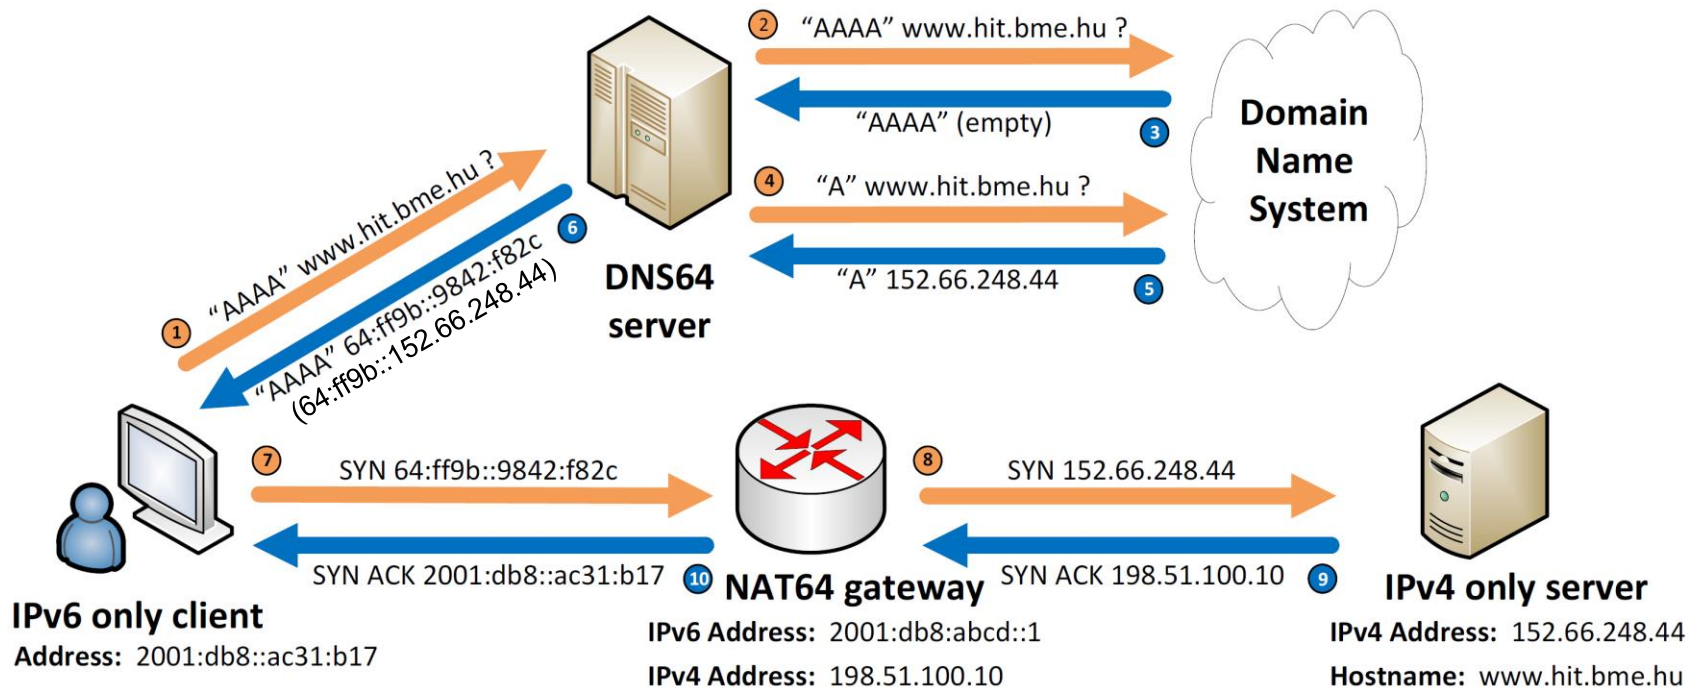 2 “AAAA” www.hit.bme.hu ?
“AAAA” (empty) 3
Domain
Name
System
4 “A” www.hit.bme.hu ?
“A” 152.66.248.44 5
DNS64
server
1 “AAAA” www.hit.bme.hu ?
6
“AAAA” 64:ff9b::9842:f82c
(64:ff9b::152.66.248.44)
7 SYN 64:ff9b::9842:f82c
8 SYN 152.66.248.44
SYN ACK 2001:db8::ac31:b17 10
SYN ACK 198.51.100.10 9
IPv6 only client
Address: 2001:db8::ac31:b17
NAT64 gateway
IPv6 Address: 2001:db8:abcd::1
IPv4 Address: 198.51.100.10
IPv4 only server
IPv4 Address: 152.66.248.44
Hostname: www.hit.bme.hu